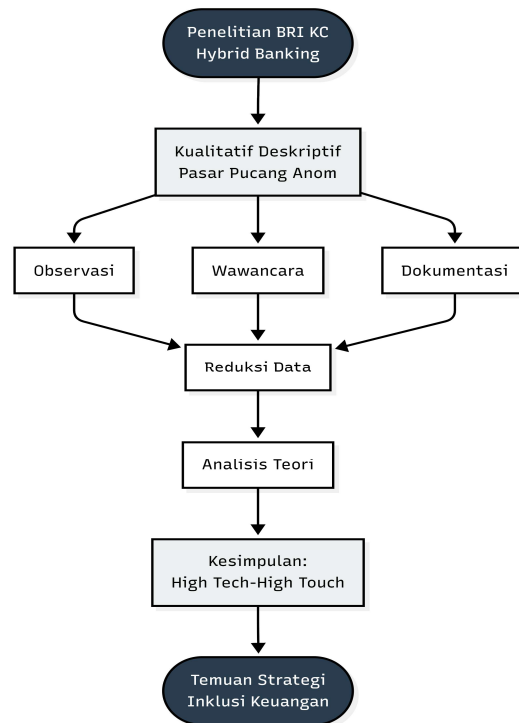 Penelitian BRI KC
Hybrid Banking
Kualitatif Deskriptif
Pasar Pucang Anom
Observasi
Wawancara
Dokumentasi
Reduksi Data
Analisis Teori
Kesimpulan:
High Tech-High Touch
Temuan Strategi
Inklusi Keuangan